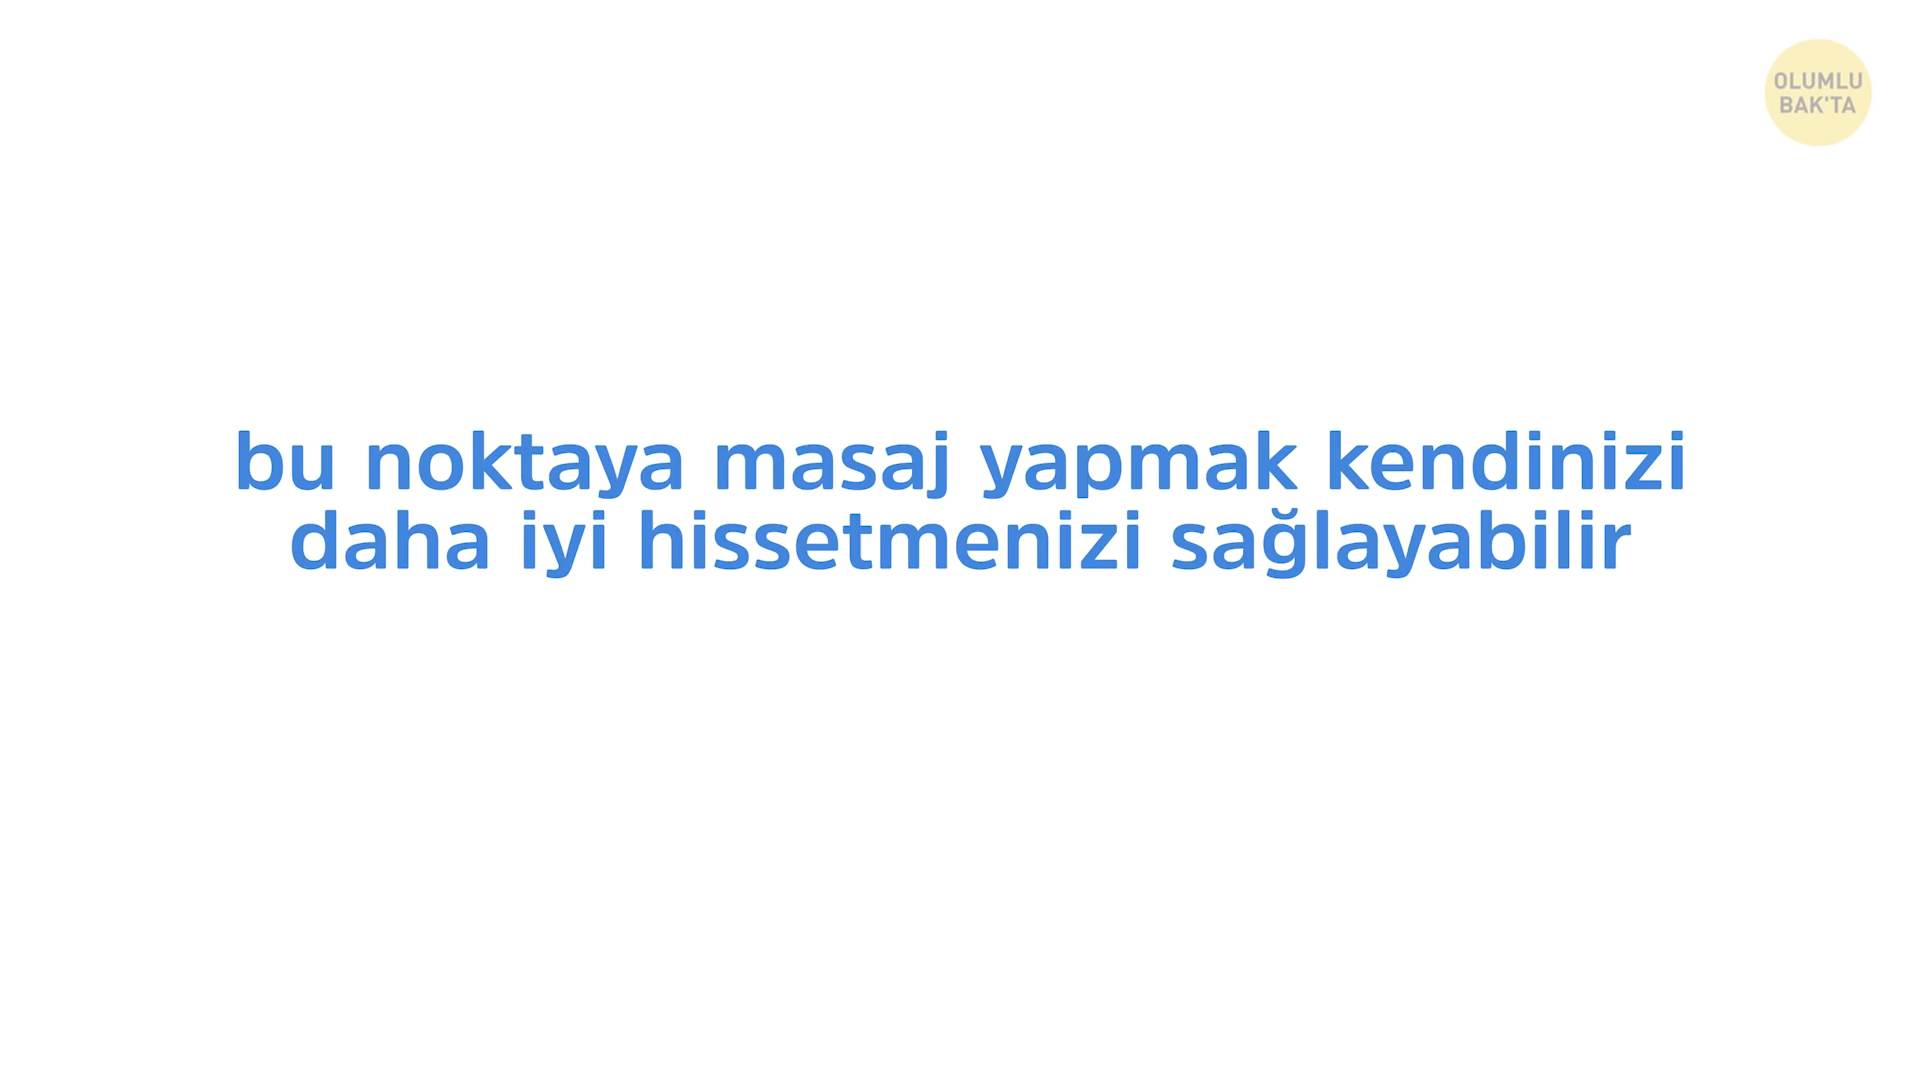 OLUMLU
BAK'TA
bu noktaya masaj yapmak kendinizi
daha iyi hissetmenizi sağlayabilir